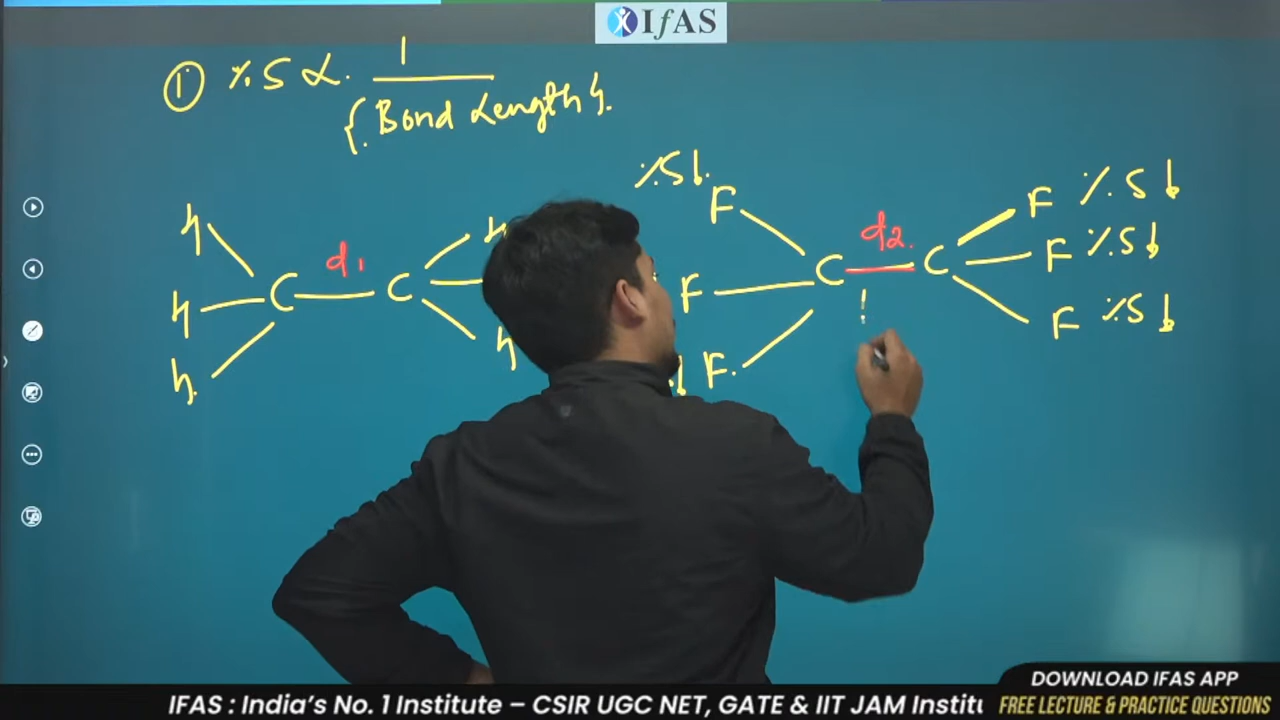 IfAS
① %S α. 1
{Bond Length}.
%S↓.
F F %S↓
H H
d1 d2.
C C C C F %S↓
H F
H F. F %S↓
H
DOWNLOAD IFAS APP
IFAS : India's No. 1 Institute – CSIR UGC NET, GATE & IIT JAM Institu
FREE LECTURE & PRACTICE QUESTIONS